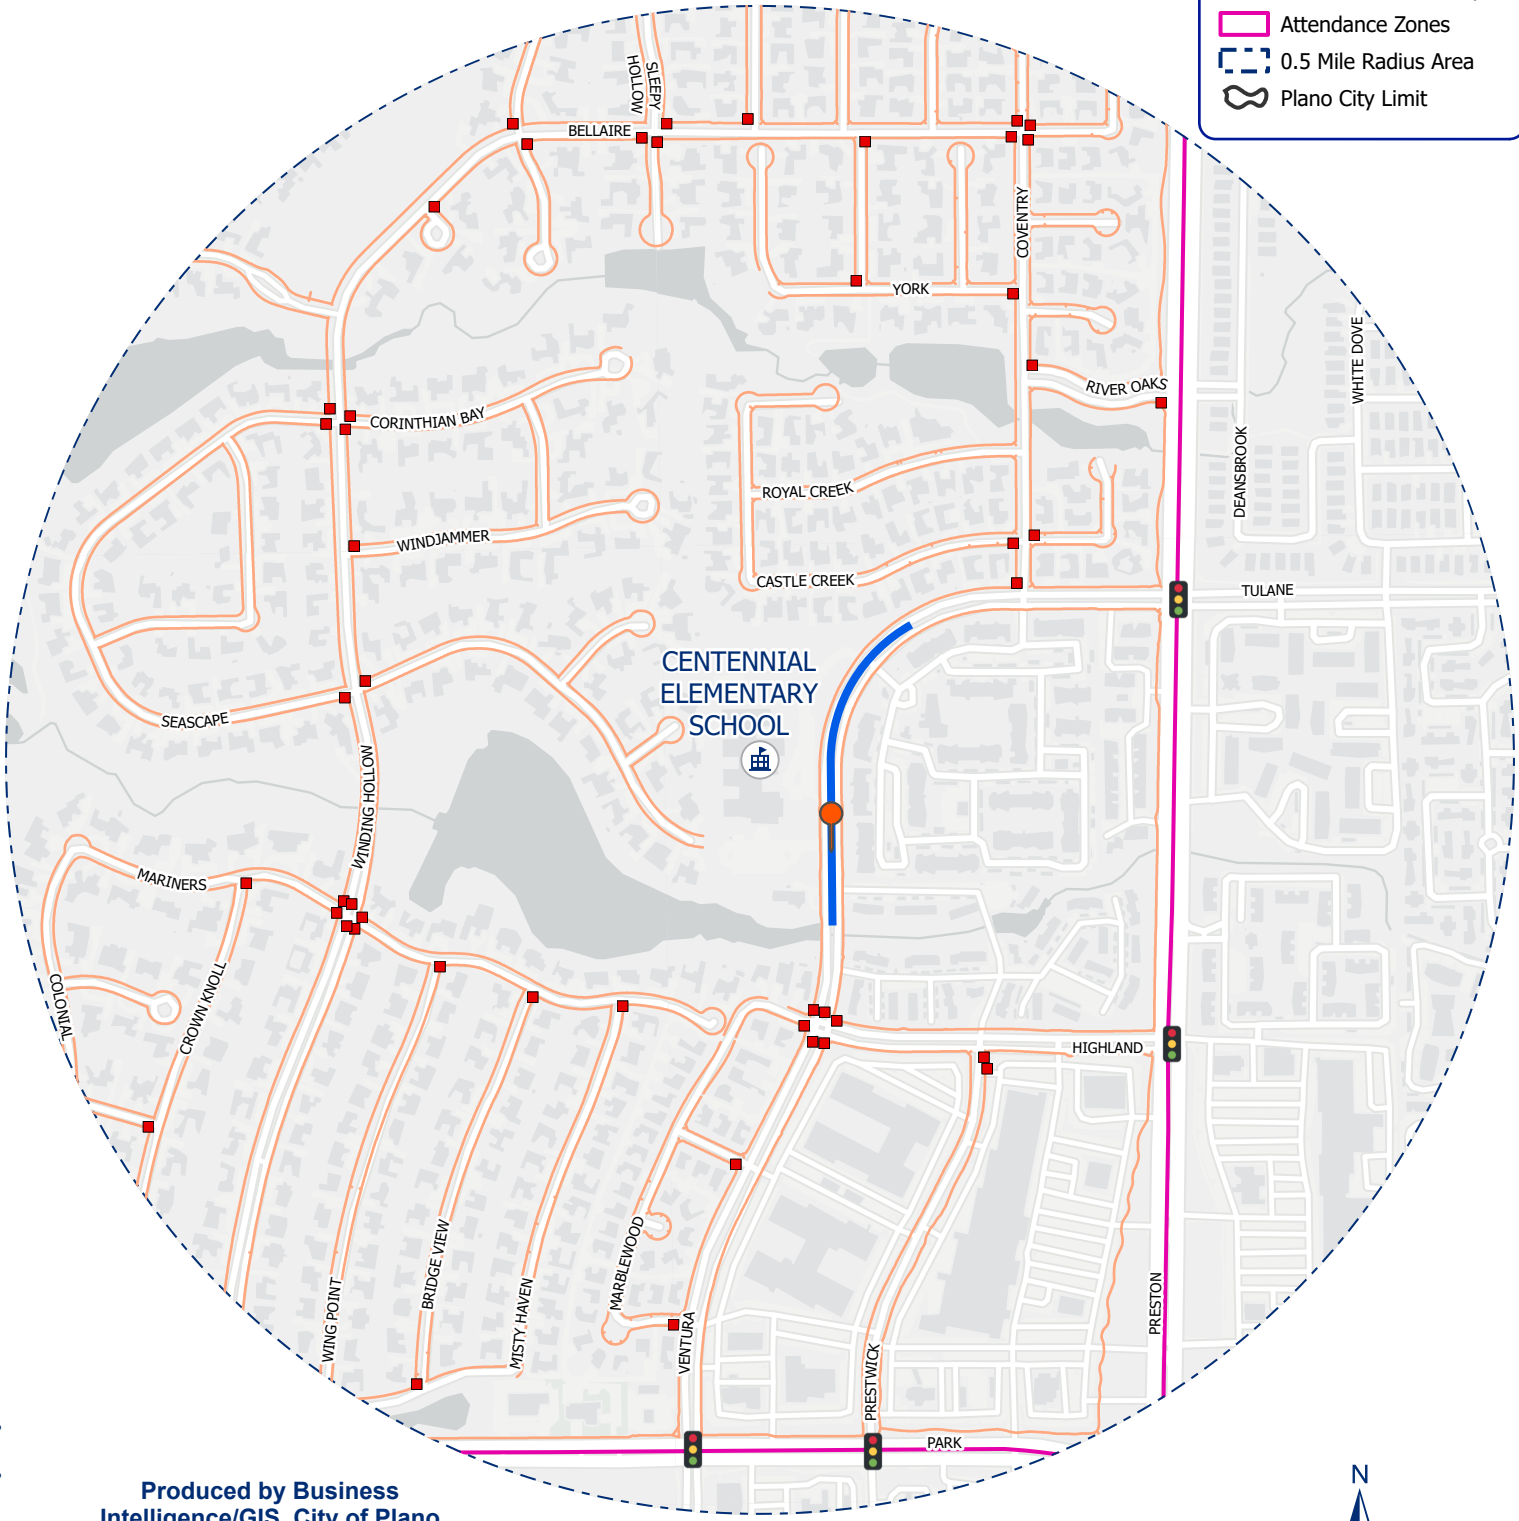 Attendance Zones
0.5 Mile Radius Area
Plano City Limit
SLEEPY
HOLLOW
BELLAIRE
COVENTRY
YORK
WHITE DOVE
RIVER OAKS
CORINTHIAN BAY
DEANSBROOK
ROYAL CREEK
WINDJAMMER
CASTLE CREEK
TULANE
CENTENNIAL
ELEMENTARY
SCHOOL
SEASCAPE
WINDING HOLLOW
MARINERS
COLONIAL
CROWN KNOLL
HIGHLAND
MARBLEWOOD
BRIDGE VIEW
WING POINT
MISTY HAVEN
VENTURA
PRESTWICK
PRESTON
PARK
Produced by Business
Intelligence/GIS, City of Plano
N